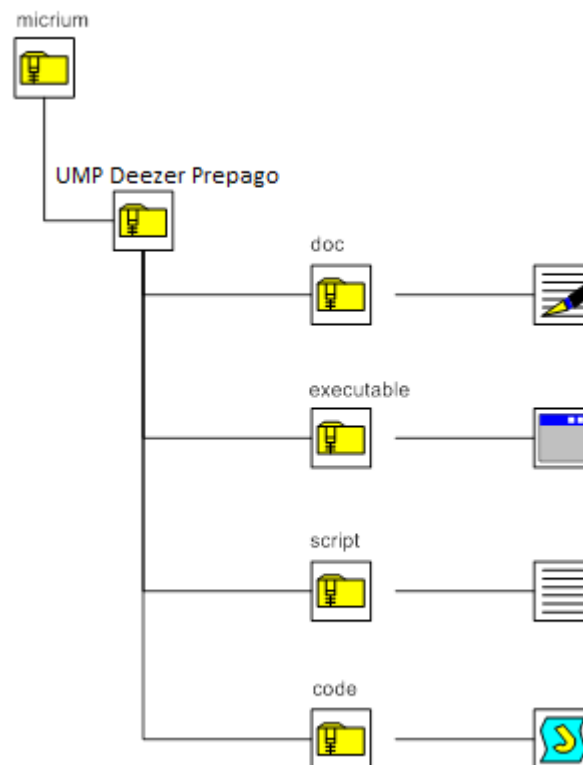 micrium
UMP Deezer Prepago
doc
executable
script
code